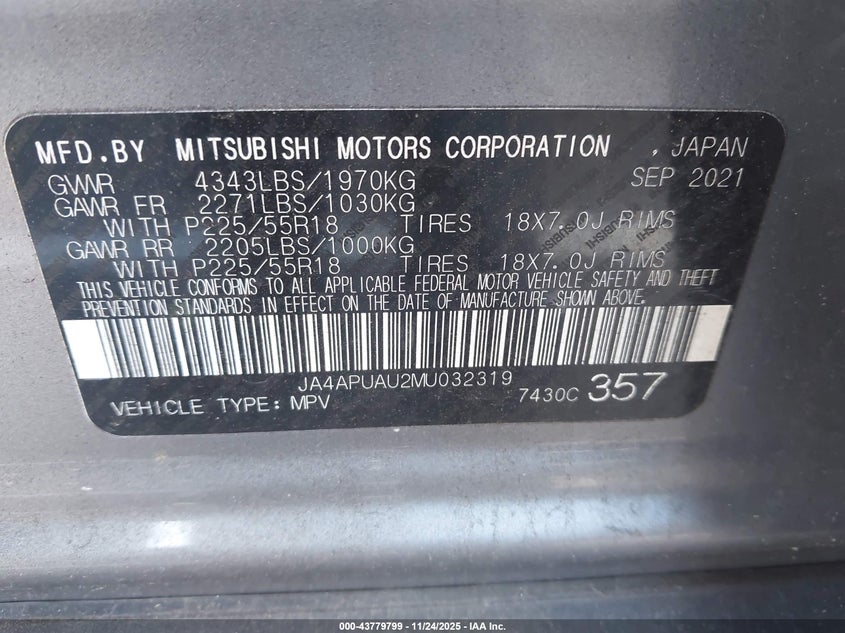 MFD.BY MITSUBISHI MOTORS CORPORATION , JAPAN
GVWR 4343LBS/1970KG SEP 2021
GAWR FR 2271LBS/1030KG
WITH P225/55R18 TIRES 18X7.0J RIMS
GAWR RR 2205LBS/1000KG
WITH P225/55R18 TIRES 18X7.0J RIMS
THIS VEHICLE CONFORMS TO ALL APPLICABLE FEDERAL MOTOR VEHICLE SAFETY AND THEFT
PREVENTION STANDARDS IN EFFECT ON THE DATE OF MANUFACTURE SHOWN ABOVE.
JA4APUAU2MU032319
VEHICLE TYPE: MPV 7430C 357
000-43779799 - 11/24/2025 - IAA Inc.